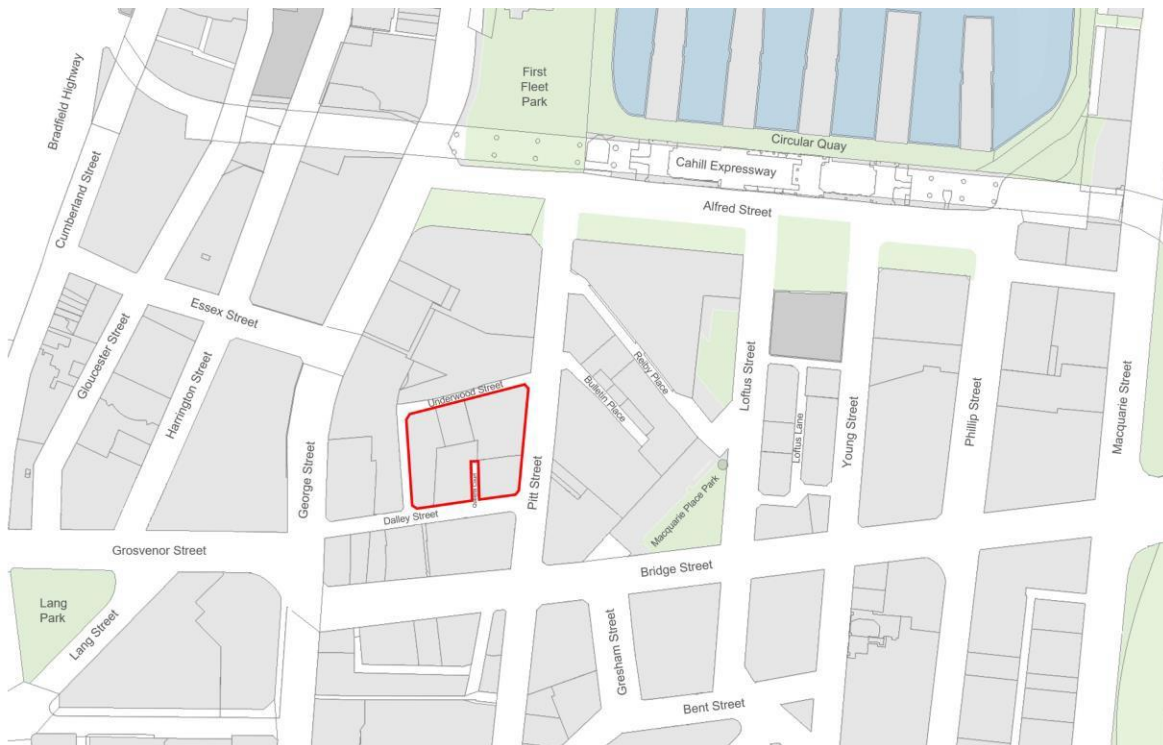 First
Fleet
Park
Bradfield Highway
Circular Quay
Cahill Expressway
Cumberland Street
Alfred Street
Essex Street
Gloucester Street
Harrington Street
Reiby Place
Loftus Street
Underwood Street
Bulletin Place
Macquarie Street
Phillip Street
Young Street
Loftus Lane
George Street
Pitt Street
Macquarie Place Park
Dalley Street
Grosvenor Street
Bridge Street
Lang
Park
Lang Street
Gresham Street
Bent Street